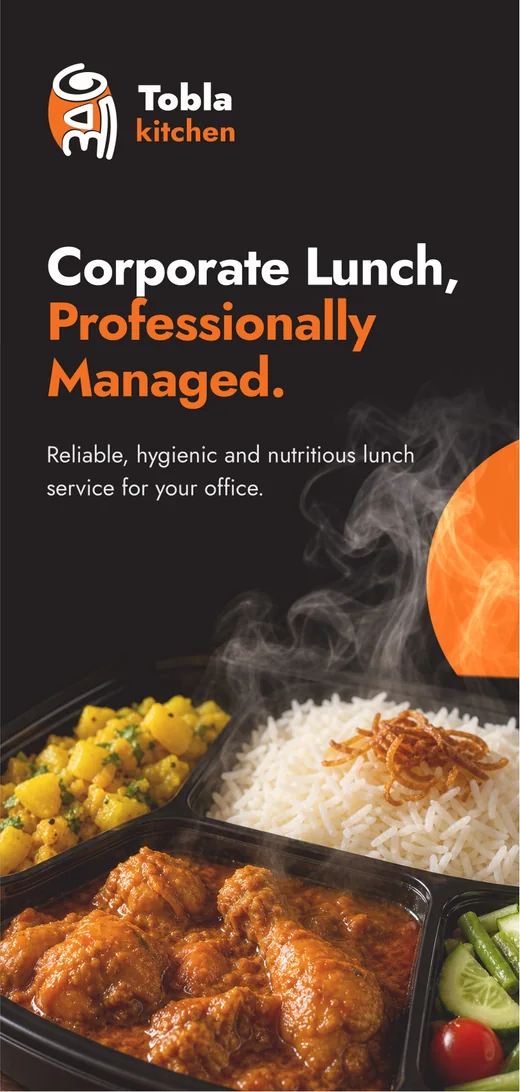 Tobla
kitchen
Corporate Lunch,
Professionally
Managed.
Reliable, hygienic and nutritious lunch
service for your office.